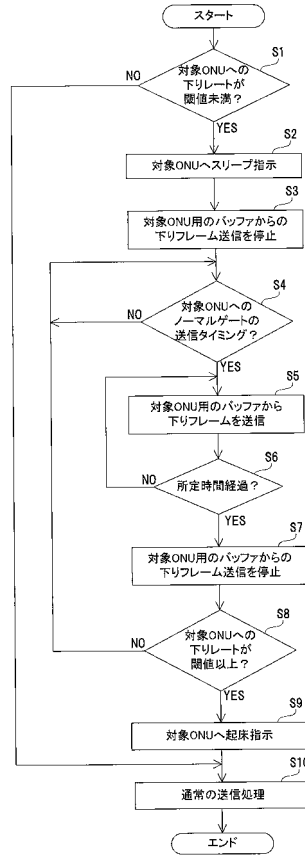 スタート
S1
対象ONUへの
下りレートが
閾値未満?
NO
YES
S2
対象ONUへスリープ指示
S3
対象ONU用のバッファからの
下りフレーム送信を停止
S4
対象ONUへの
ノーマルゲートの
送信タイミング?
NO
YES
S5
対象ONU用のバッファから
下りフレームを送信
S6
所定時間経過?
NO
YES
S7
対象ONU用のバッファからの
下りフレーム送信を停止
S8
対象ONUへの
下りレートが
閾値以上?
NO
YES
S9
対象ONUへ起床指示
S10
通常の送信処理
エンド